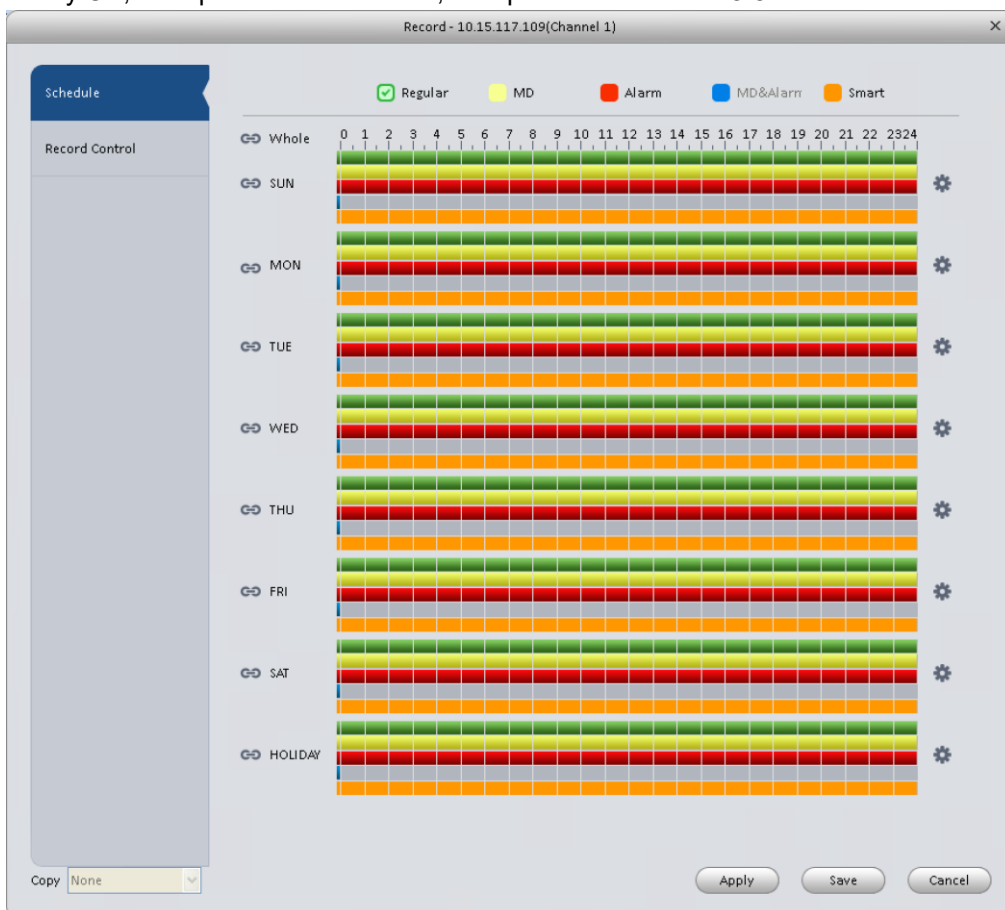 Record - 10.15.117.109(Channel 1)
Schedule
Regular MD Alarm MD&Alarm Smart
Record Control
Whole 0 1 2 3 4 5 6 7 8 9 10 11 12 13 14 15 16 17 18 19 20 21 22 2324
SUN
MON
TUE
WED
THU
FRI
SAT
HOLIDAY
Copy None
Apply Save Cancel